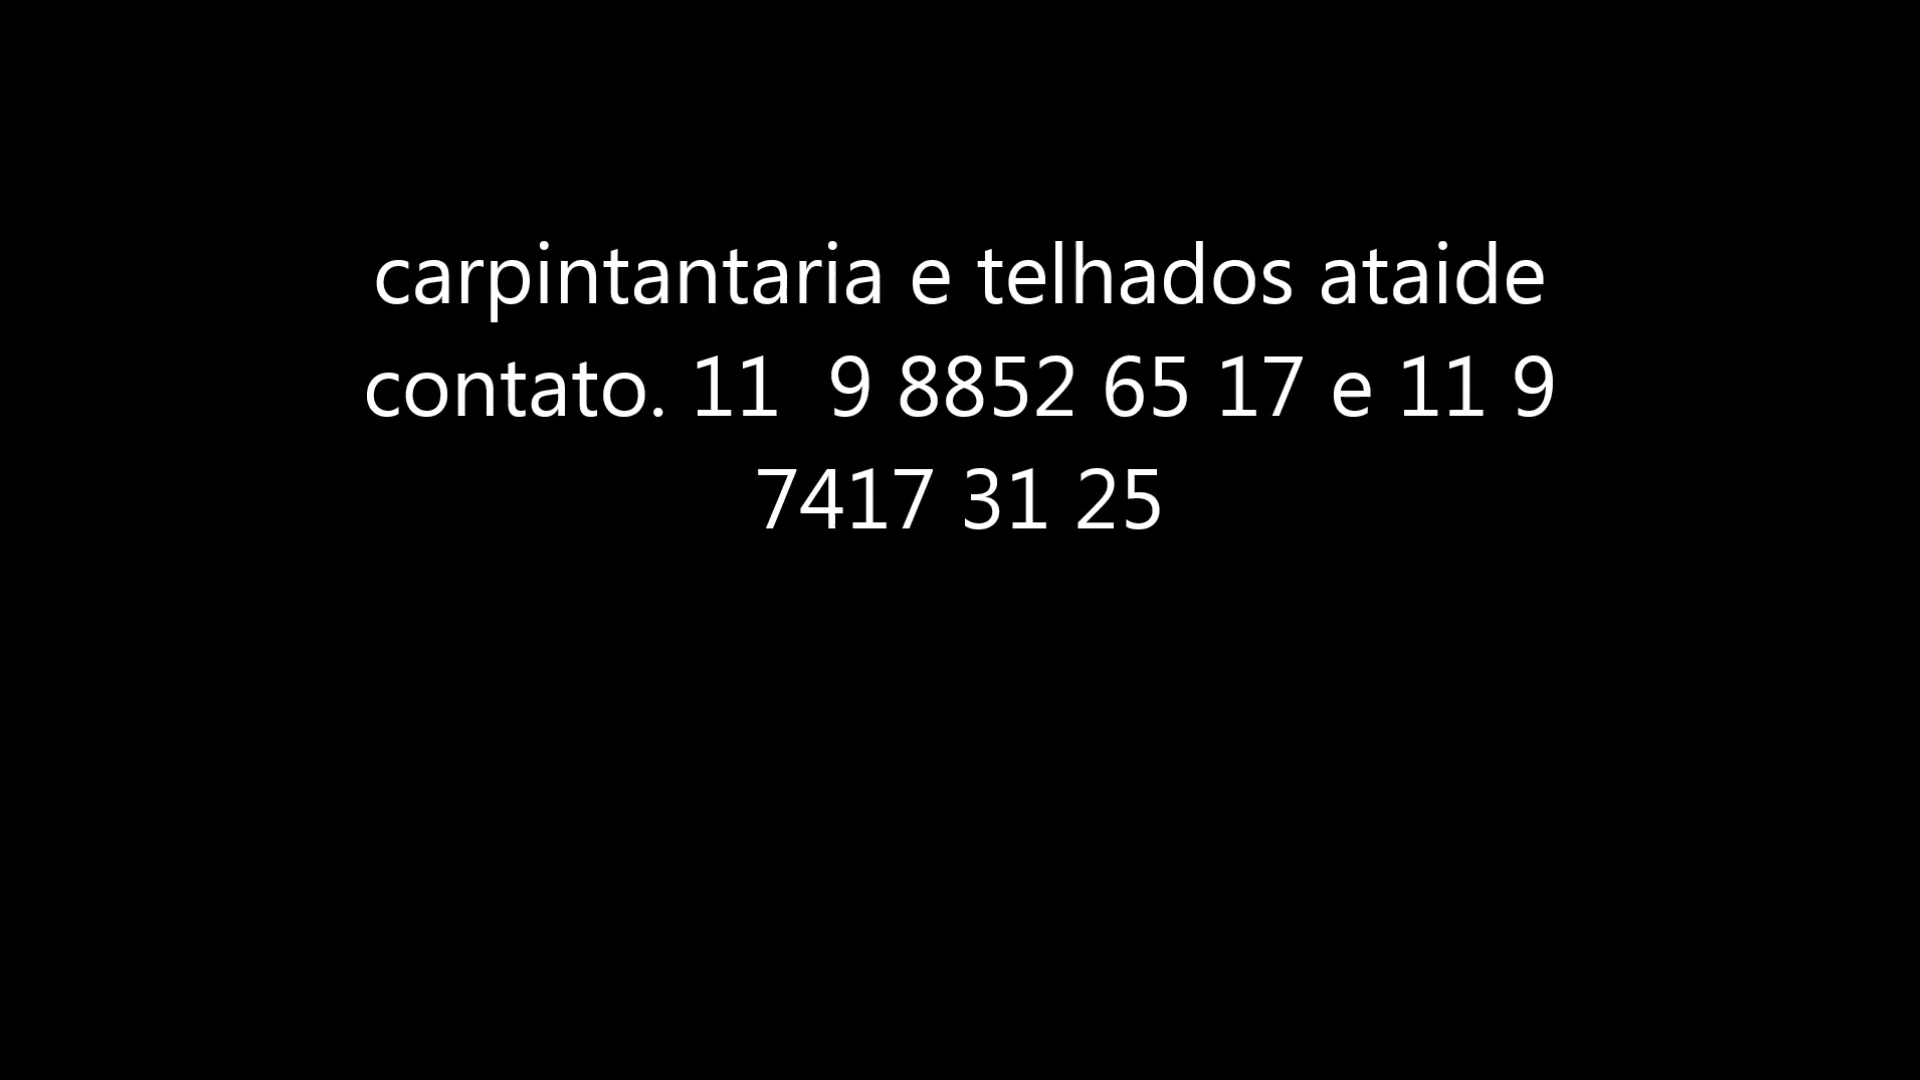 carpintantaria e telhados ataide
contato. 11  9 8852 65 17 e 11 9
7417 31 25